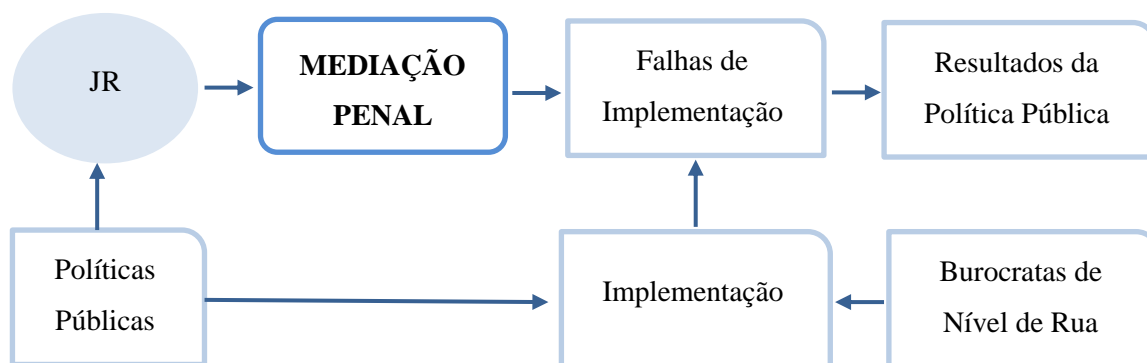 JR
MEDIAÇÃO
PENAL
Falhas de
Implementação
Resultados da
Política Pública
Políticas
Públicas
Implementação
Burocratas de
Nível de Rua